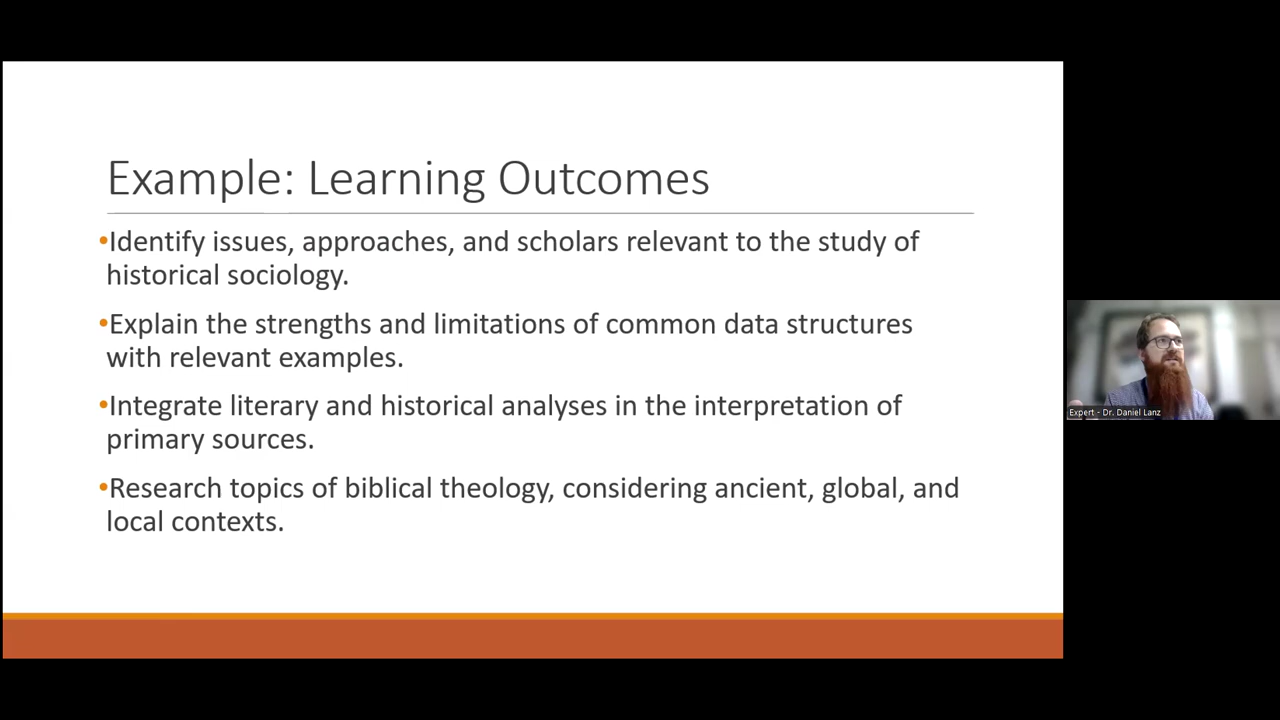 Example: Learning Outcomes
•Identify issues, approaches, and scholars relevant to the study of
historical sociology.
•Explain the strengths and limitations of common data structures
with relevant examples.
•Integrate literary and historical analyses in the interpretation of
primary sources.
•Research topics of biblical theology, considering ancient, global, and
local contexts.
Expert - Dr. Daniel Lanz